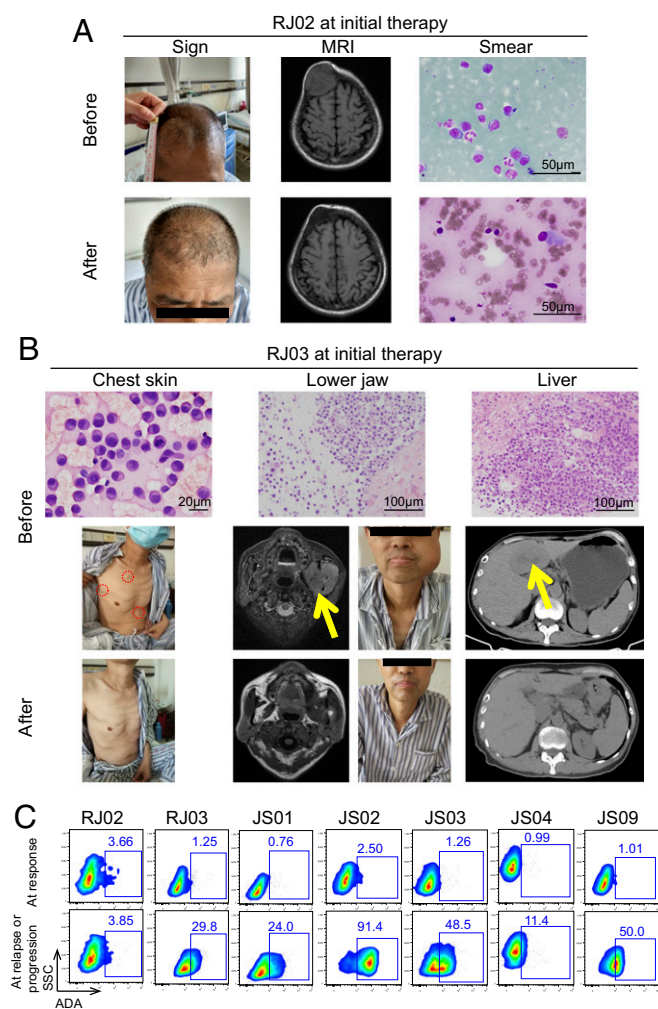 A
RJ02 at initial therapy
Sign MRI Smear
Before
50μm
After
50μm
B
RJ03 at initial therapy
Chest skin Lower jaw Liver
Before
20μm 100μm 100μm
After
C
RJ02 RJ03 JS01 JS02 JS03 JS04 JS09
At response
3.66 1.25 0.76 2.50 1.26 0.99 1.01
At relapse or
progression
3.85 29.8 24.0 91.4 48.5 11.4 50.0
SSC
ADA